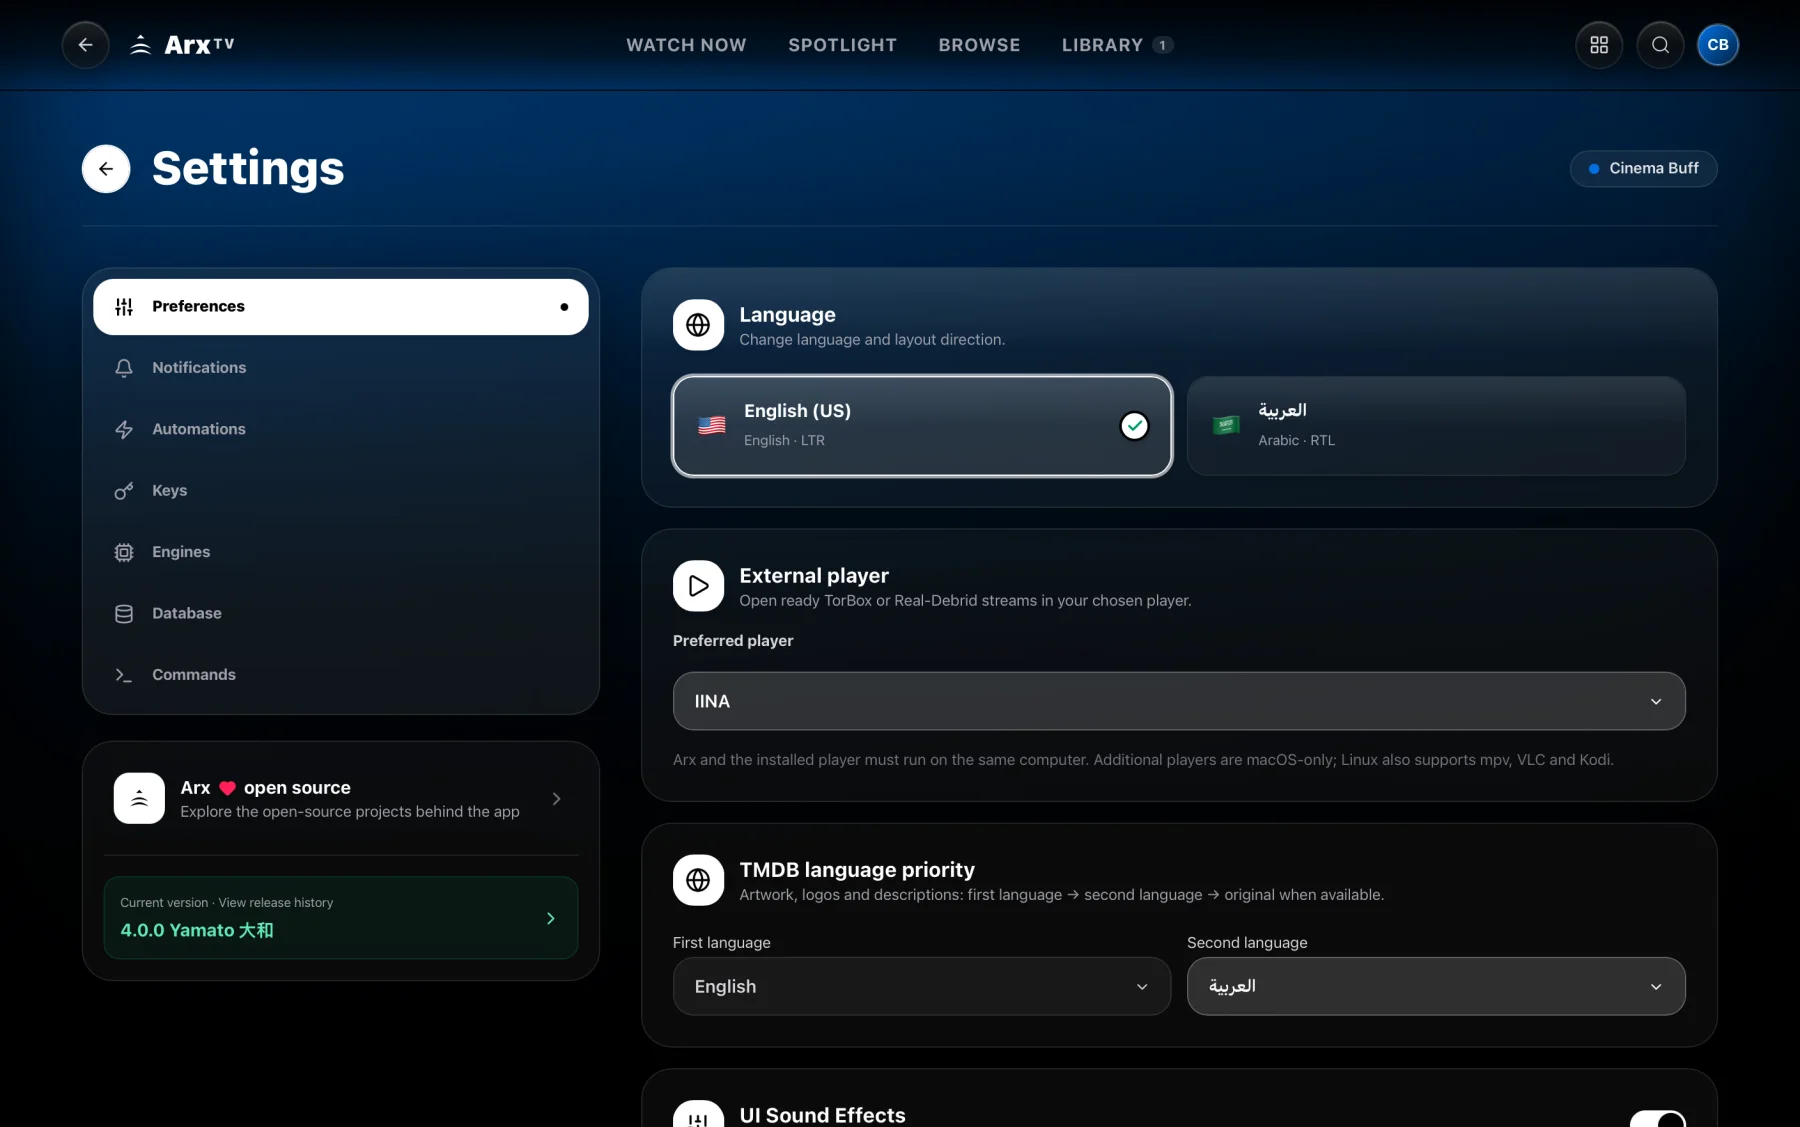 Arx TV
WATCH NOW
SPOTLIGHT
BROWSE
LIBRARY 1
CB
Settings
Cinema Buff
Preferences
Notifications
Automations
Keys
Engines
Database
Commands
Arx ❤️ open source
Explore the open-source projects behind the app
Current version · View release history
4.0.0 Yamato 大和
Language
Change language and layout direction.
English (US)
English · LTR
العربية
Arabic · RTL
External player
Open ready TorBox or Real-Debrid streams in your chosen player.
Preferred player
IINA
Arx and the installed player must run on the same computer. Additional players are macOS-only; Linux also supports mpv, VLC and Kodi.
TMDB language priority
Artwork, logos and descriptions: first language → second language → original when available.
First language
English
Second language
العربية
UI Sound Effects